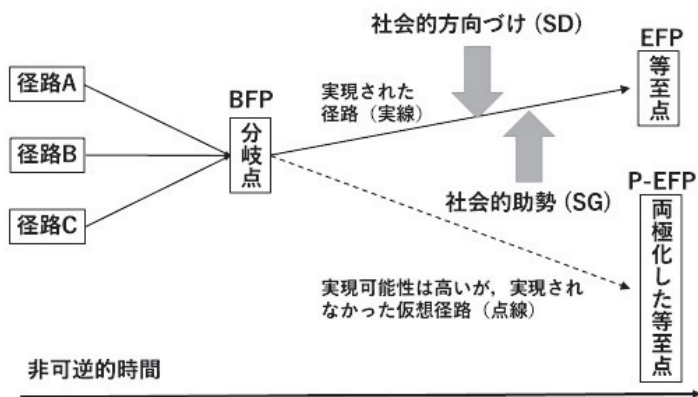 社会的方向づけ(SD)
EFP
等至点
径路A
BFP
実現された
径路（実線）
分岐点
径路B
P-EFP
社会的助勢(SG)
両極化した等至点
径路C
実現可能性は高いが，実現され
なかった仮想径路（点線）
非可逆的時間